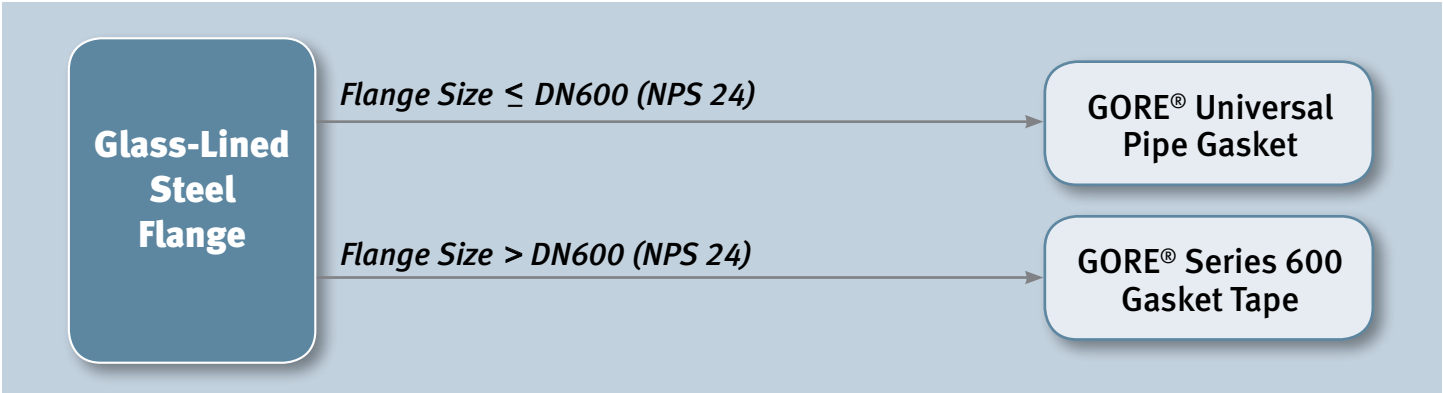 Glass-Lined
Steel
Flange
Flange Size ≤ DN600 (NPS 24)
GORE® Universal
Pipe Gasket
Flange Size > DN600 (NPS 24)
GORE® Series 600
Gasket Tape